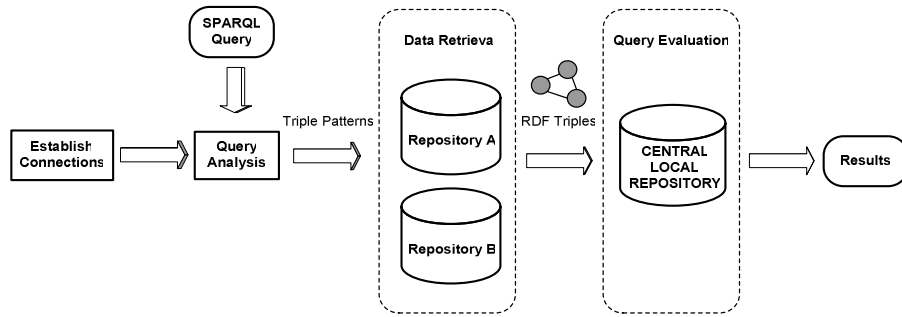 SPARQL
Query
Data Retrieva
Query Evaluation
Triple Patterns
RDF Triples
Establish
Connections
Query
Analysis
Repository A
CENTRAL
LOCAL
REPOSITORY
Results
Repository B